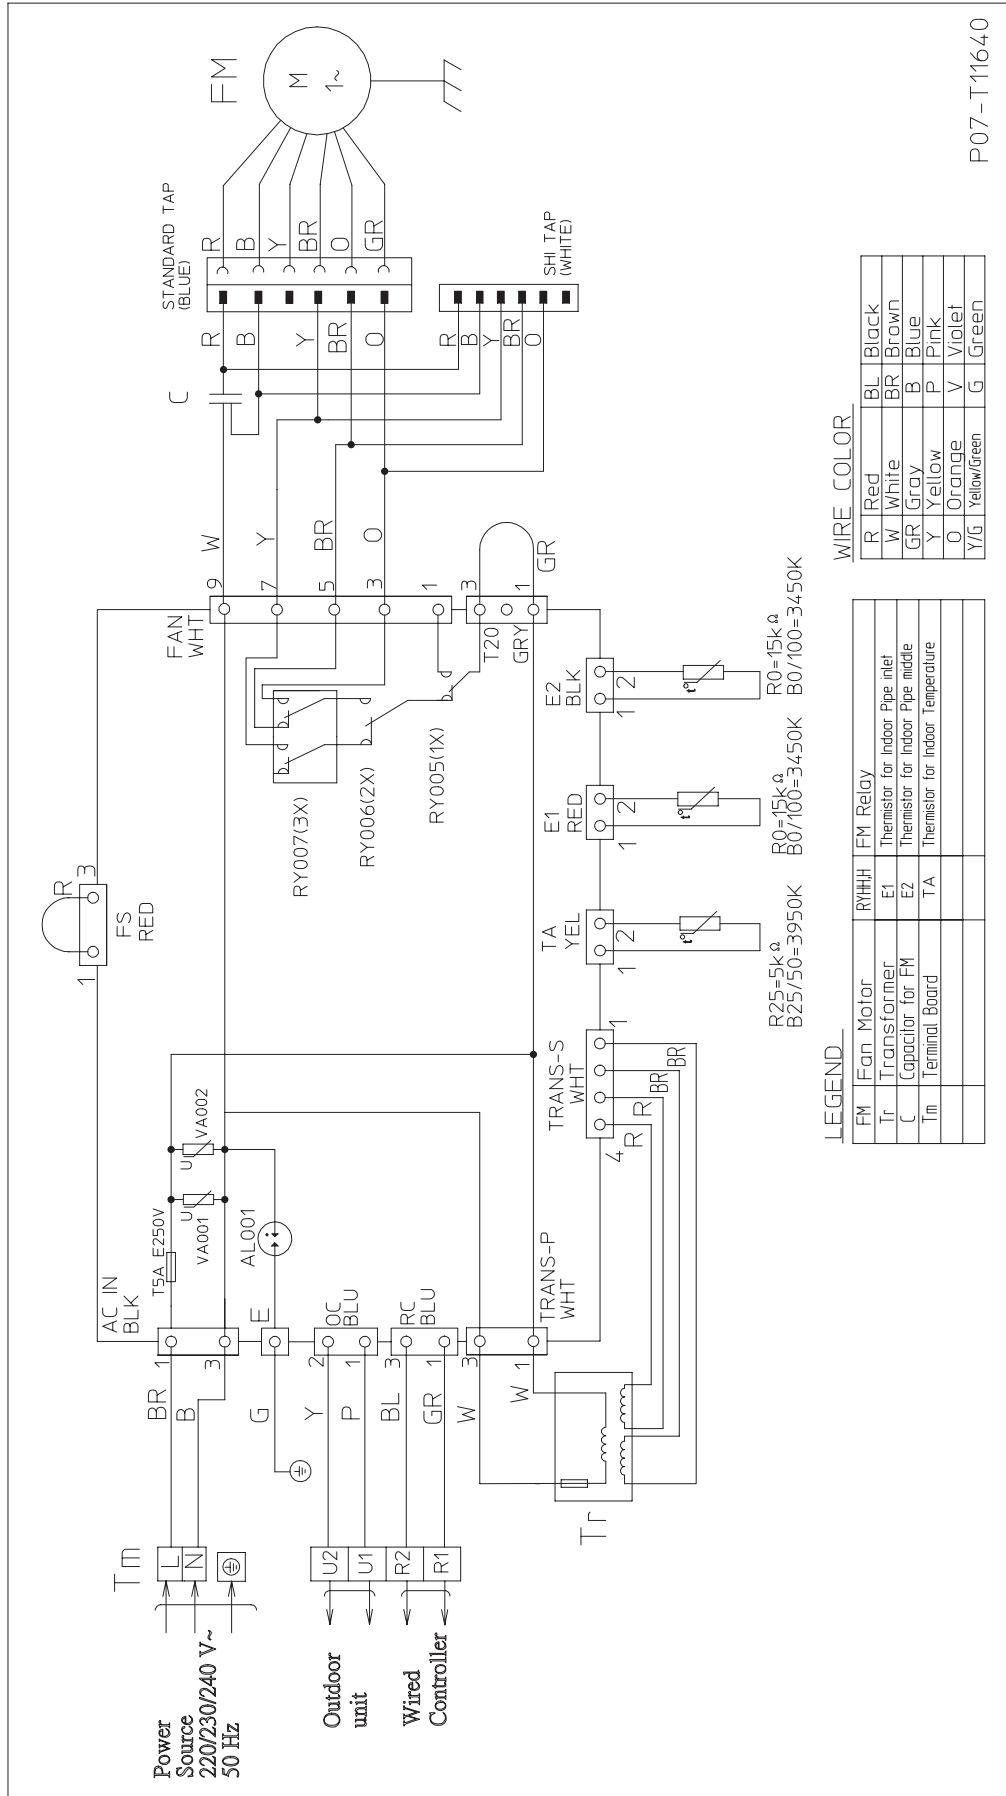 Power
Source
220/230/240 V ~
50 Hz
Tm
L
N
U2
U1
R2
R1
Outdoor
unit
Wired
Controller
BR
B
G
Y
P
BL
GR
W
W
AC IN
BLK
1
3
E
OC
BLU
2
1
RC
BLU
3
1
TRANS-P
WHT
3
1
Tr
T5A E250V
U
VA001
U
VA002
AL001
FS
RED
1
3
R
TRANS-S
WHT
4
1
R
R
BR
BR
TA
YEL
1
2
t°
R25=5kΩ
B25/50=3950K
E1
RED
1
2
t°
R0=15kΩ
B0/100=3450K
E2
BLK
1
2
t°
R0=15kΩ
B0/100=3450K
RY007(3X)
RY006(2X)
RY005(1X)
FAN
WHT
9
7
5
3
1
T20
GRY
3
1
GR
W
Y
BR
O
C
R
B
Y
BR
O
STANDARD TAP
(BLUE)
R
B
Y
BR
O
GR
R
B
Y
BR
O
SHI TAP
(WHITE)
FM
M
1~
LEGEND
FM Fan Motor FM Relay
Tr Transformer E1 Thermistor for Indoor Pipe inlet
C Capacitor for FM E2 Thermistor for Indoor Pipe middle
Tm Terminal Board TA Thermistor for Indoor Temperature
WIRE COLOR
R Red BL Black
W White BR Brown
GR Gray B Blue
Y Yellow P Pink
O Orange V Violet
Y/G Yellow/Green G Green
P07-T11640